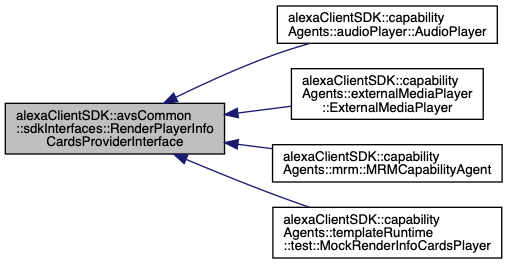 alexaClientSDK::capability
Agents::audioPlayer::AudioPlayer
alexaClientSDK::capability
Agents::externalMediaPlayer
::ExternalMediaPlayer
alexaClientSDK::avsCommon
::sdkInterfaces::RenderPlayerInfo
CardsProviderInterface
alexaClientSDK::capability
Agents::mrm::MRMCapabilityAgent
alexaClientSDK::capability
Agents::templateRuntime
::test::MockRenderInfoCardsPlayer